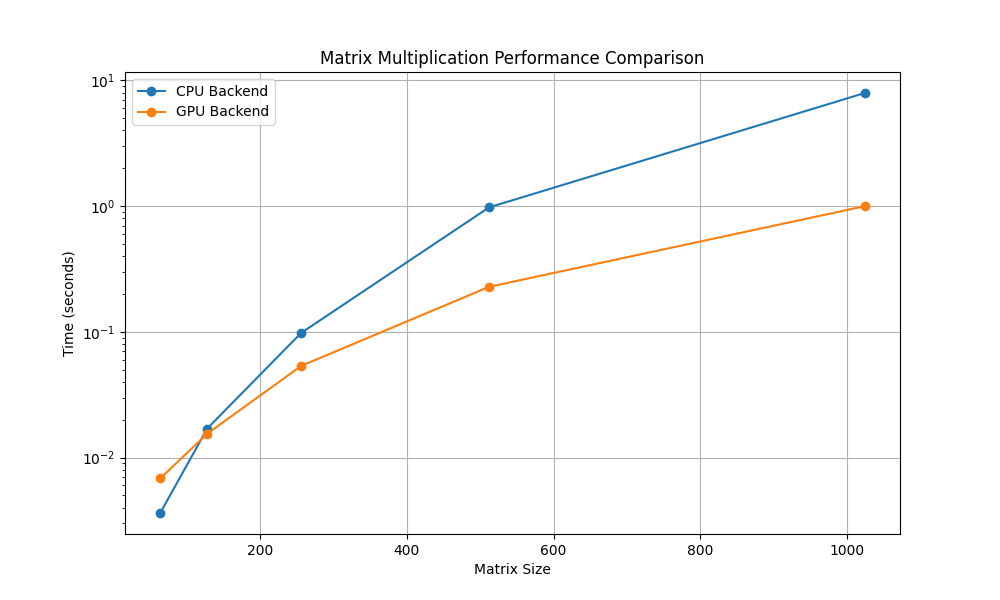 Matrix Multiplication Performance Comparison
CPU Backend
GPU Backend
Time (seconds)
10¹
10⁰
10⁻¹
10⁻²
200 400 600 800 1000
Matrix Size